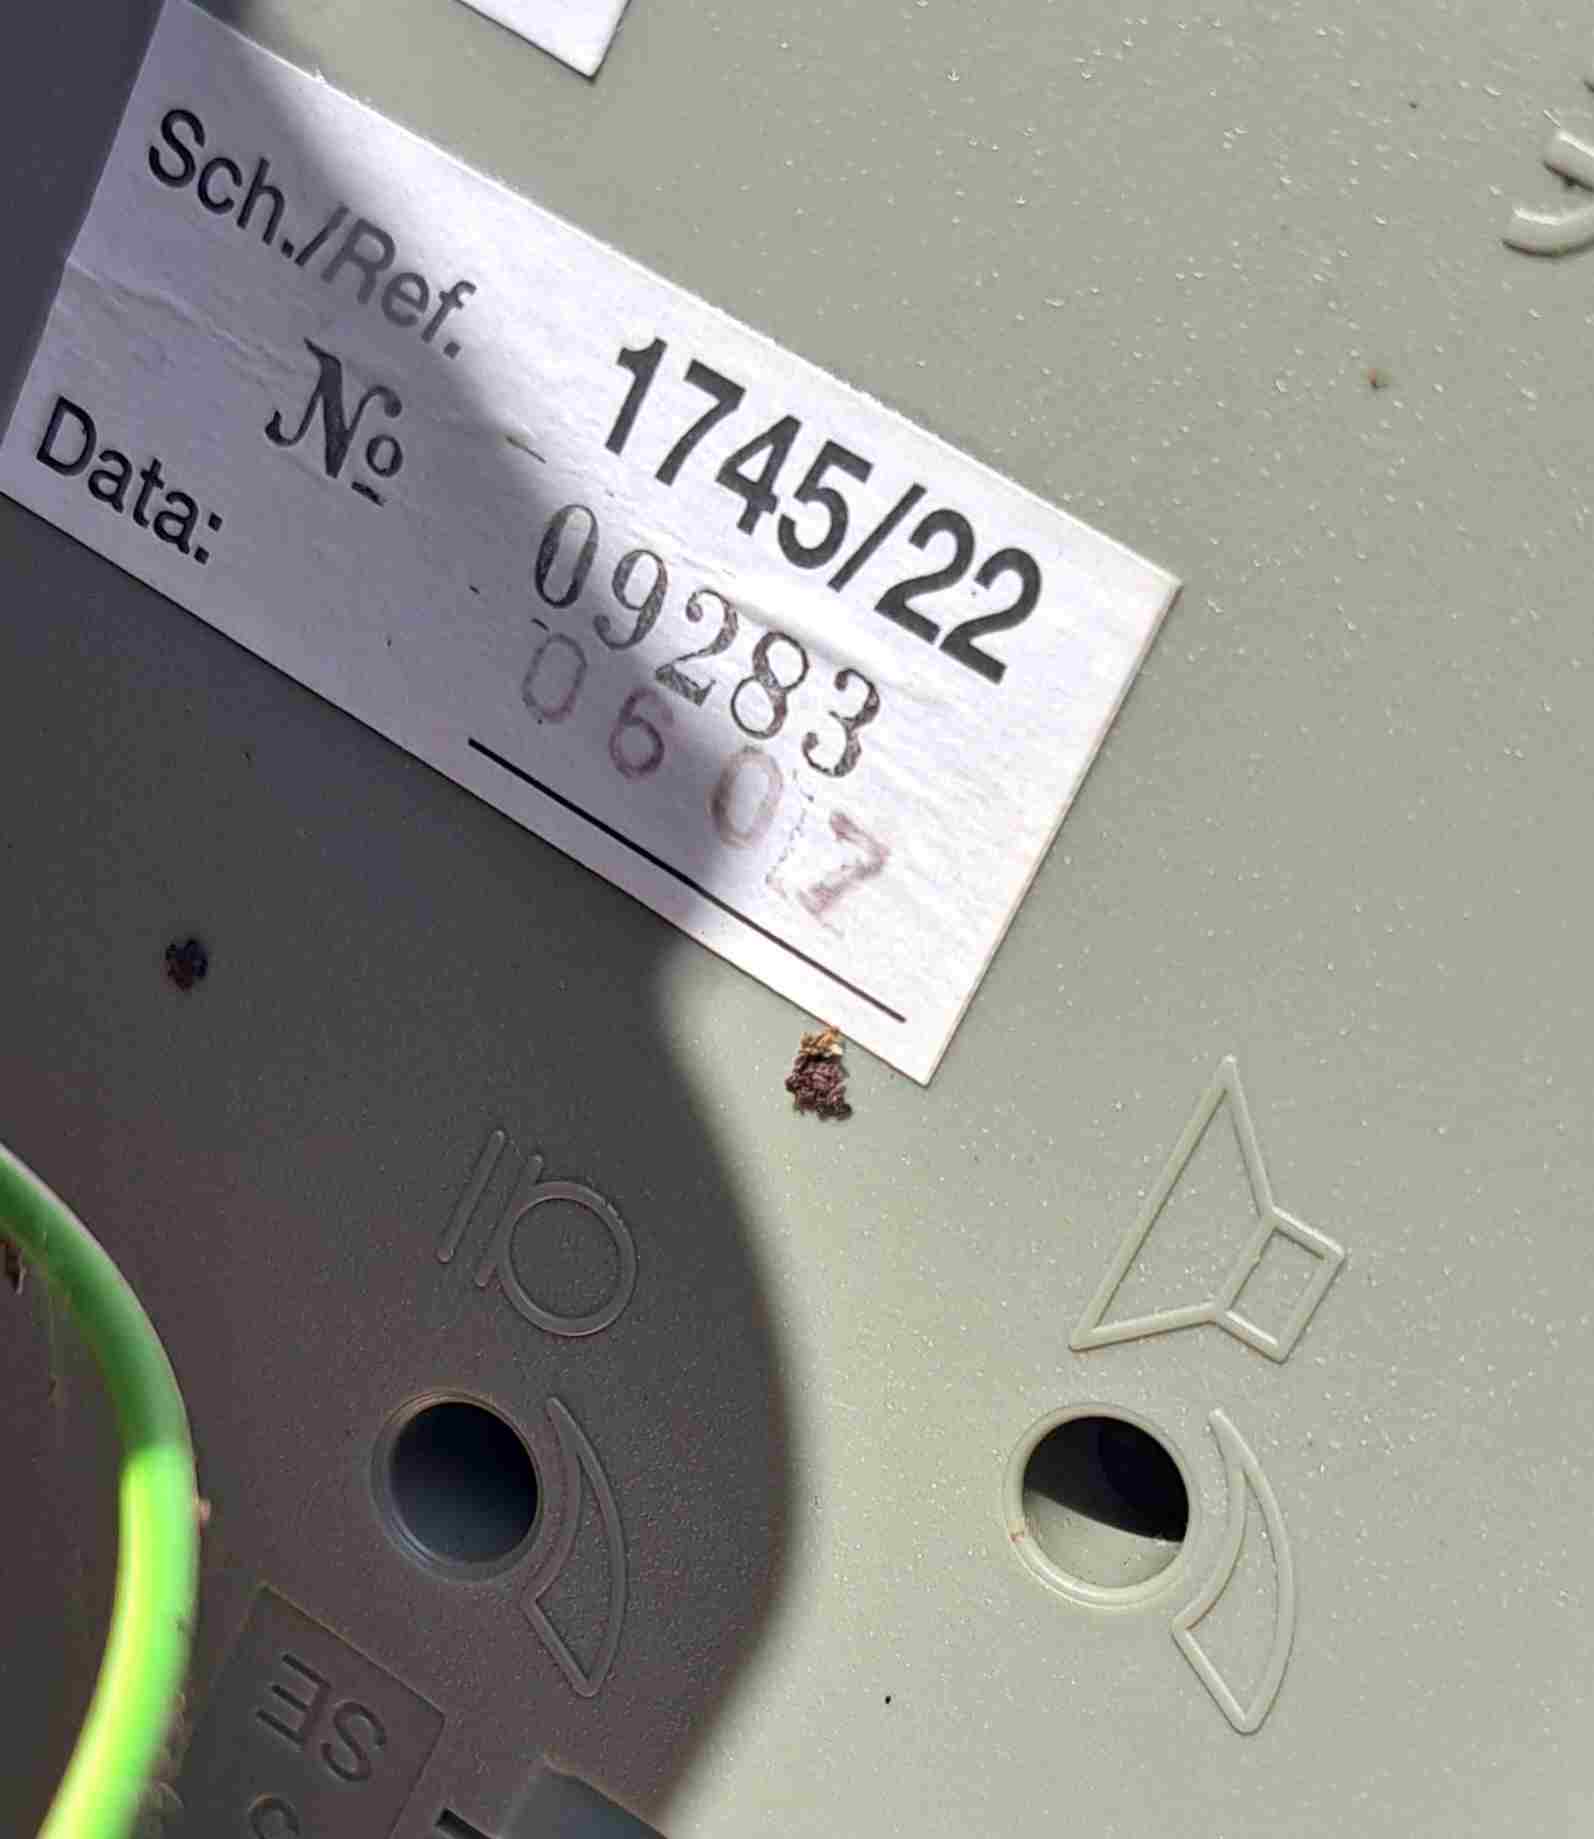 Sch./Ref. 1745/22
№ 09283
Data: 0607
SE